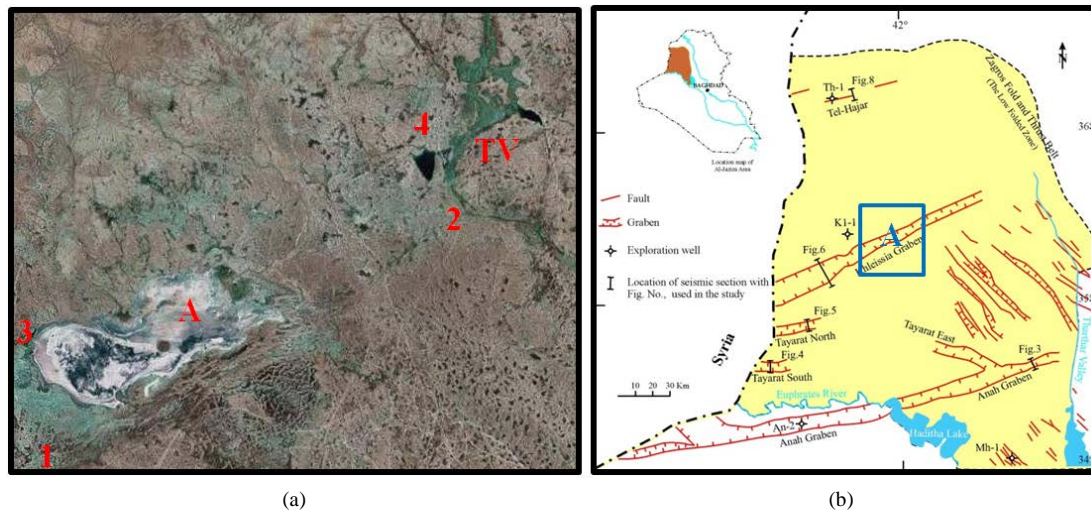 4
TV
2
A
3
1
(a)
42°
N
Zagros Fold and Thrust Belt
(The Low Folded Zone)
BAGHDAD
Location map of
Al-Jazira Area
Th-1
Fig.8
Tel-Hajar
36°
Fault
Graben
Exploration well
Location of seismic section with
Fig. No., used in the study
0 10 20 30 Km
K1-1
A
Khleissia Graben
Fig.6
Fig.5
Tayarat North
Fig.4
Tayarat South
Syria
Tayarat East
Fig.3
Anah Graben
Tharthar Valley
Euphrates River
An-2
Anah Graben
Haditha Lake
Mh-1
(b)